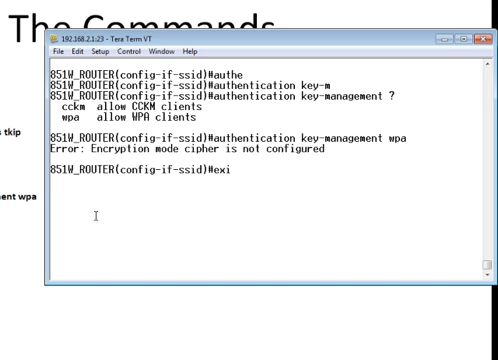 The Commands
192.168.2.1:23 - Tera Term VT
File Edit Setup Control Window Help
851W_ROUTER(config-if-ssid)#authe
851W_ROUTER(config-if-ssid)#authentication key-m
851W_ROUTER(config-if-ssid)#authentication key-management ?
cckm allow CCKM clients
wpa allow WPA clients
s tkip
851W_ROUTER(config-if-ssid)#authentication key-management wpa
Error: Encryption mode cipher is not configured
851W_ROUTER(config-if-ssid)#exi
ent wpa